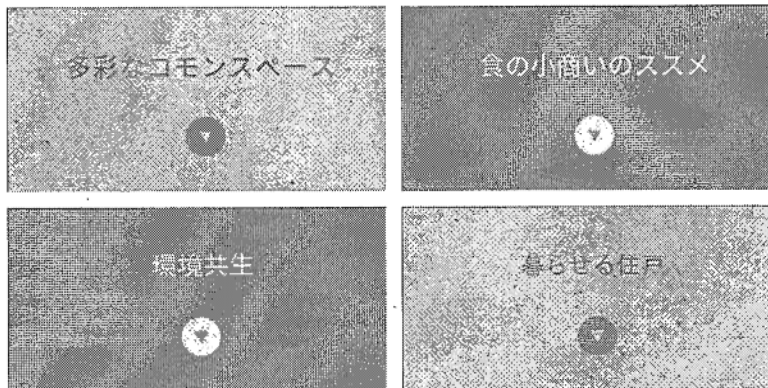 多彩なコモンスペース
食の小商いのススメ
環境共生
暮らせる住戸